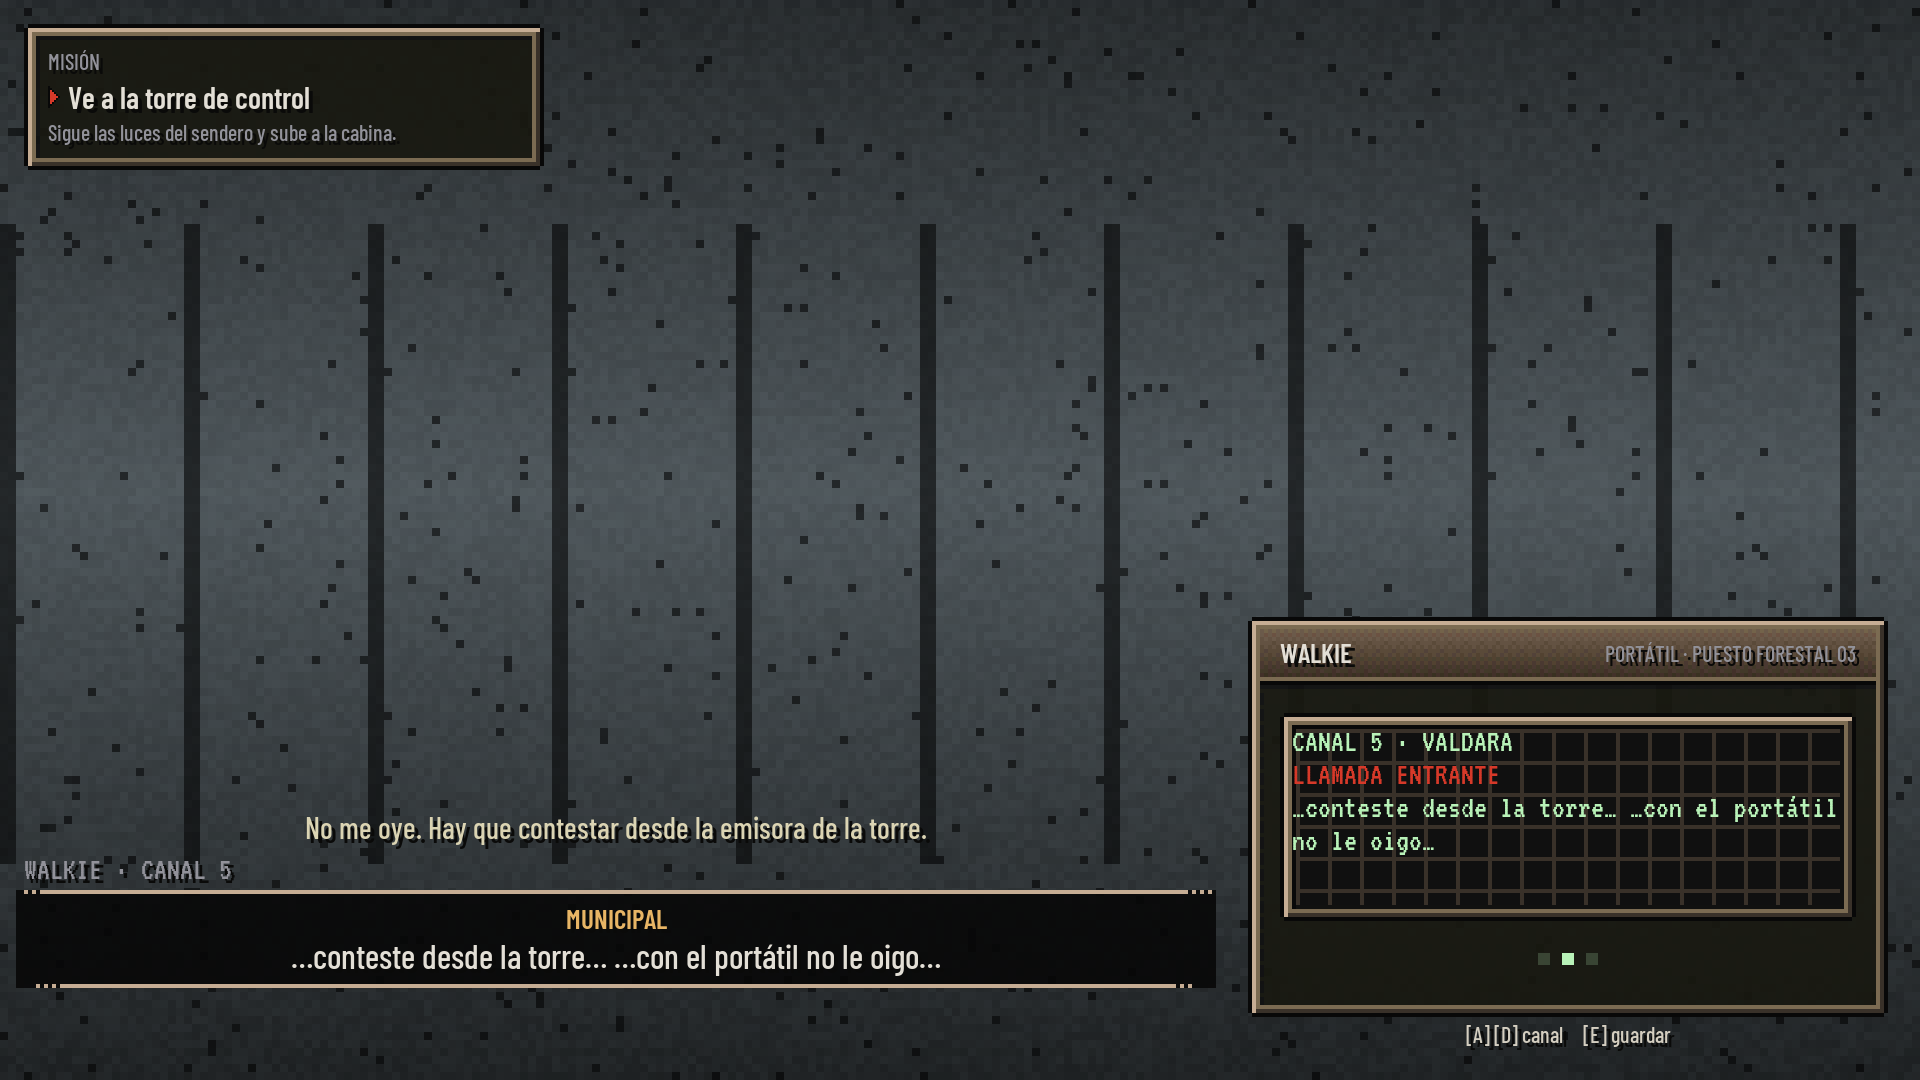 MISIÓN
Ve a la torre de control
Sigue las luces del sendero y sube a la cabina.
No me oye. Hay que contestar desde la emisora de la torre.
WALKIE · CANAL 5
MUNICIPAL
…conteste desde la torre… …con el portátil no le oigo…
WALKIE
PORTÁTIL · PUESTO FORESTAL 03
CANAL 5 · VALDARA
LLAMADA ENTRANTE
…conteste desde la torre… …con el portátil
no le oigo…
[A][D] canal [E] guardar